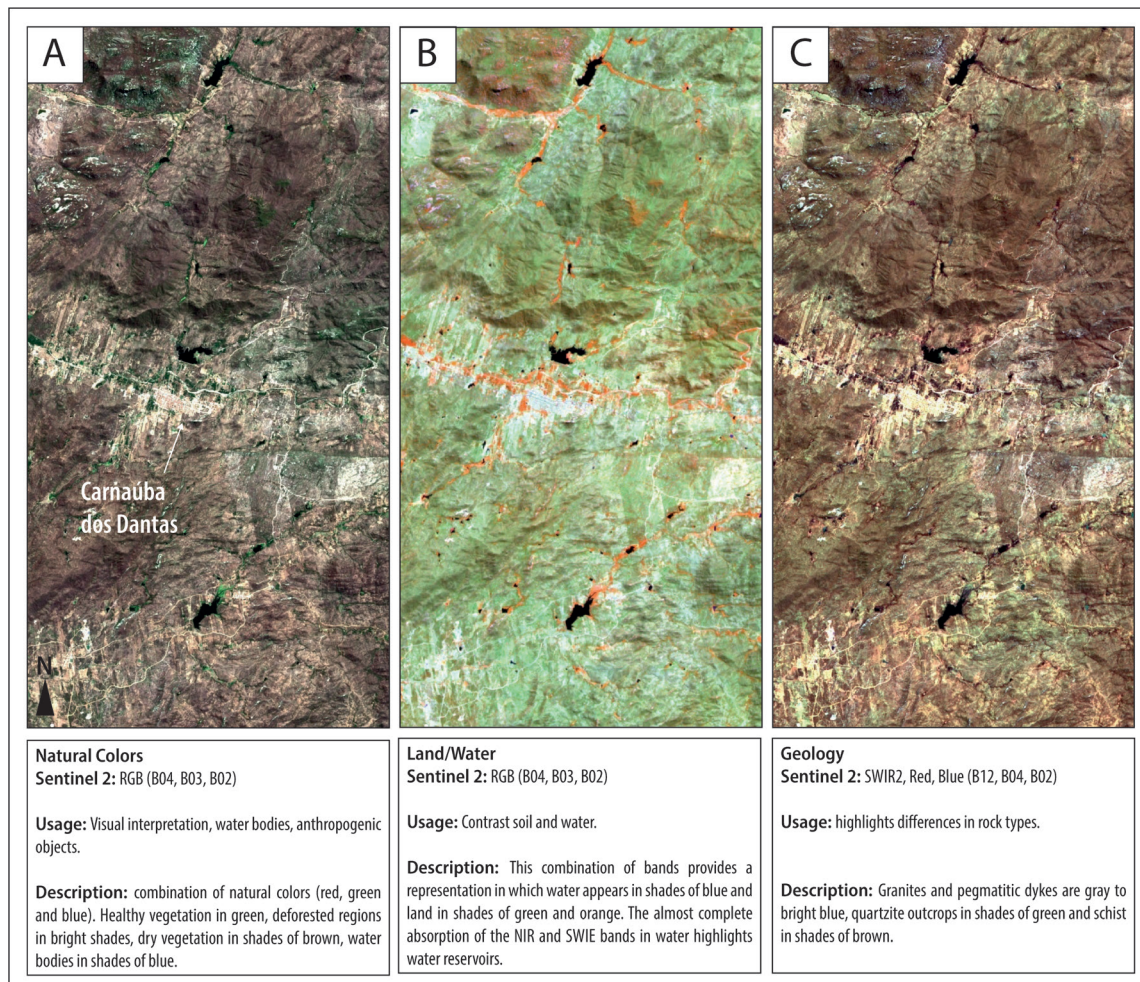 A
B
C
Carnaúba
dos Dantas
N
Natural Colors
Sentinel 2: RGB (B04, B03, B02)
Usage: Visual interpretation, water bodies, anthropogenic
objects.
Description: combination of natural colors (red, green
and blue). Healthy vegetation in green, deforested regions
in bright shades, dry vegetation in shades of brown, water
bodies in shades of blue.
Land/Water
Sentinel 2: RGB (B04, B03, B02)
Usage: Contrast soil and water.
Description: This combination of bands provides a
representation in which water appears in shades of blue and
land in shades of green and orange. The almost complete
absorption of the NIR and SWIE bands in water highlights
water reservoirs.
Geology
Sentinel 2: SWIR2, Red, Blue (B12, B04, B02)
Usage: highlights differences in rock types.
Description: Granites and pegmatitic dykes are gray to
bright blue, quartzite outcrops in shades of green and schist
in shades of brown.